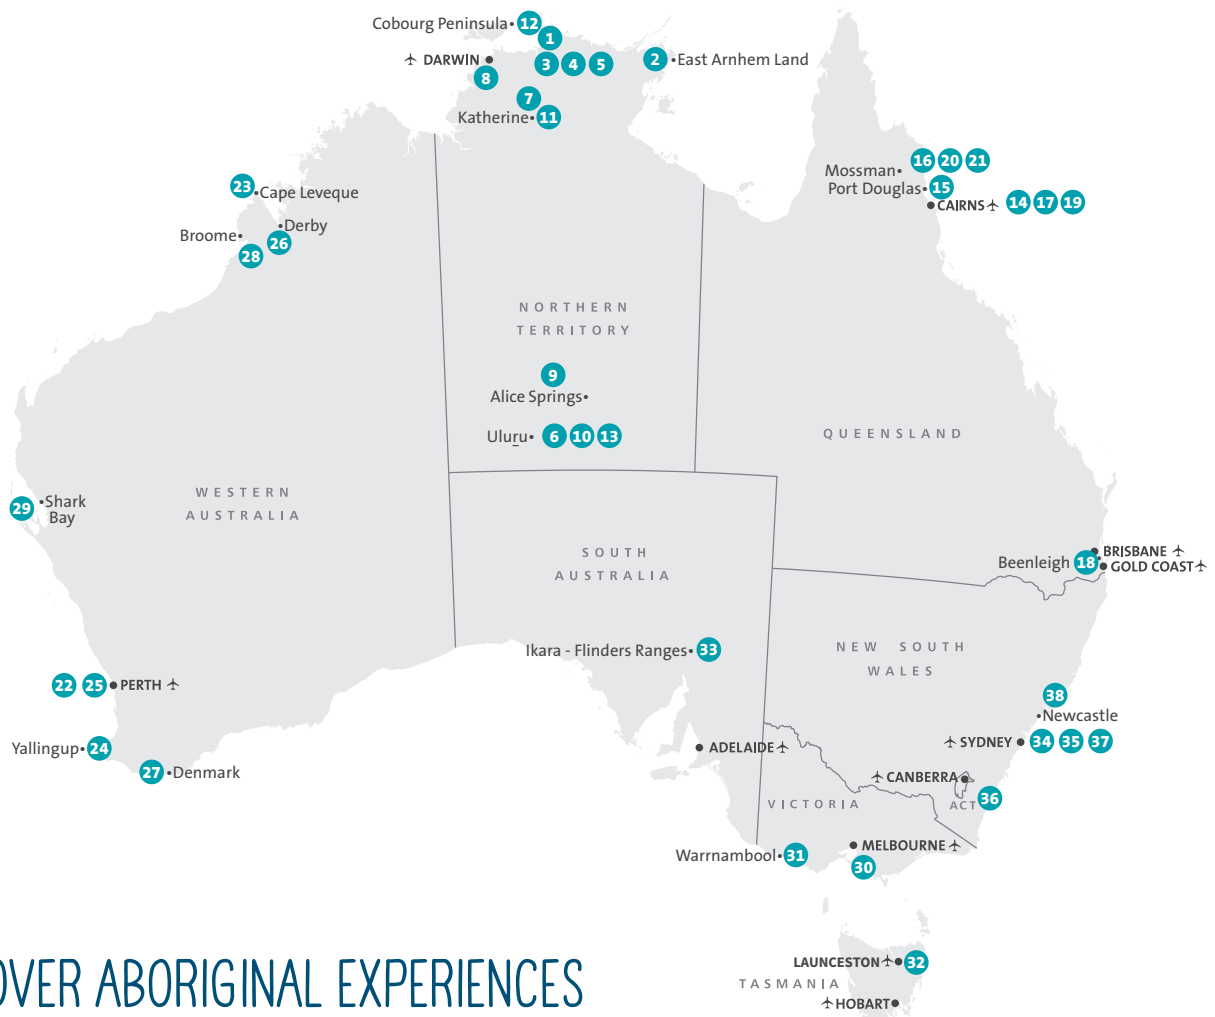 Cobourg Peninsula 12
1
DARWIN
3 4 5
2 East Arnhem Land
8
7
Katherine 11
16 20 21
Mossman
Port Douglas 15
CAIRNS 14 17 19
23 Cape Leveque
Derby
Broome
26
28
NORTHERN
TERRITORY
9
Alice Springs
Uluṟu 6 10 13
QUEENSLAND
WESTERN
AUSTRALIA
29 Shark
Bay
SOUTH
AUSTRALIA
BRISBANE
Beenleigh 18
GOLD COAST
Ikara - Flinders Ranges 33
NEW SOUTH
WALES
22 25 PERTH
38
Newcastle
Yallingup 24
SYDNEY 34 35 37
ADELAIDE
27 Denmark
CANBERRA
ACT 36
VICTORIA
MELBOURNE
Warrnambool 31
30
LAUNCESTON 32
TASMANIA
HOBART
OVER ABORIGINAL EXPERIENCES